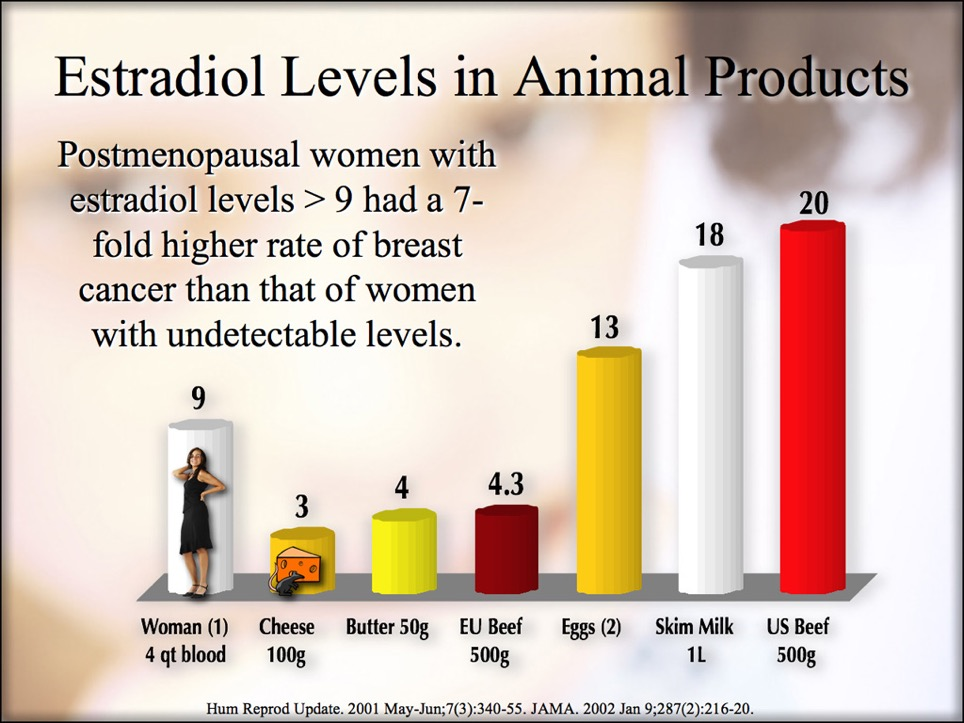 Estradiol Levels in Animal Products
Postmenopausal women with
estradiol levels > 9 had a 7-
fold higher rate of breast
cancer than that of women
with undetectable levels.
9
3
4
4.3
13
18
20
Woman (1)
4 qt blood
Cheese
100g
Butter 50g
EU Beef
500g
Eggs (2)
Skim Milk
1L
US Beef
500g
Hum Reprod Update. 2001 May-Jun;7(3):340-55. JAMA. 2002 Jan 9;287(2):216-20.